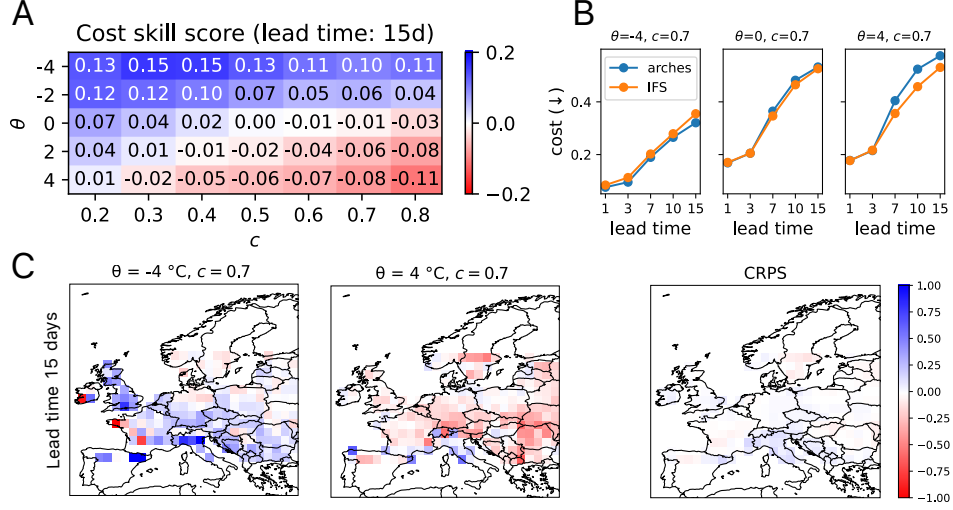 A
Cost skill score (lead time: 15d)
-4 0.13 0.15 0.15 0.13 0.11 0.10 0.11
-2 0.12 0.12 0.10 0.07 0.05 0.06 0.04
0 0.07 0.04 0.02 0.00 -0.01 -0.01 -0.03
2 0.04 0.01 -0.01 -0.02 -0.04 -0.06 -0.08
4 0.01 -0.02 -0.05 -0.06 -0.07 -0.08 -0.11
θ
0.2 0.3 0.4 0.5 0.6 0.7 0.8
c
0.2
0.0
−0.2
B
θ=-4, c=0.7
θ=0, c=0.7
θ=4, c=0.7
arches
IFS
cost (↓)
0.4
0.2
1 3 7 10 15
1 3 7 10 15
1 3 7 10 15
lead time
lead time
lead time
C
θ = -4 °C, c = 0.7
θ = 4 °C, c = 0.7
CRPS
Lead time 15 days
1.00
0.75
0.50
0.25
0.00
−0.25
−0.50
−0.75
−1.00